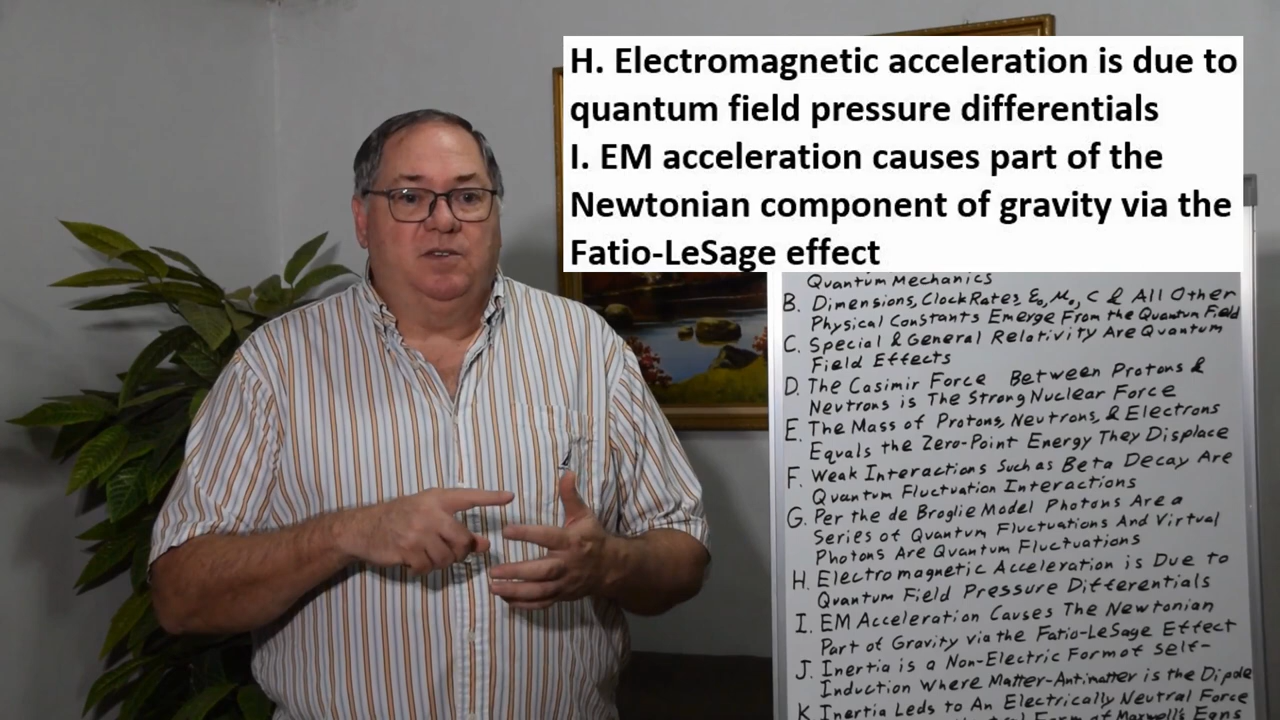 H. Electromagnetic acceleration is due to
quantum field pressure differentials
I. EM acceleration causes part of the
Newtonian component of gravity via the
Fatio-LeSage effect
Quantum Mechanics
B. Dimensions, Clock Rates, ε₀, μ₀, C & All Other
Physical Constants Emerge From the Quantum Field
C. Special & General Relativity Are Quantum
Field Effects
D. The Casimir Force Between Protons &
Neutrons is The Strong Nuclear Force
E. The Mass of Protons, Neutrons, & Electrons
Equals the Zero-Point Energy They Displace
F. Weak Interactions Such as Beta Decay Are
Quantum Fluctuation Interactions
G. Per the de Broglie Model Photons Are a
Series of Quantum Fluctuations And Virtual
Photons Are Quantum Fluctuations
H. Electromagnetic Acceleration is Due to
Quantum Field Pressure Differentials
I. EM Acceleration Causes The Newtonian
Part of Gravity via the Fatio-LeSage Effect
J. Inertia is a Non-Electric Form of Self-
Induction Where Matter-Antimatter is the Dipole
K. Inertia Leds to An Electrically Neutral Force
Form of Maxwell's Eqns